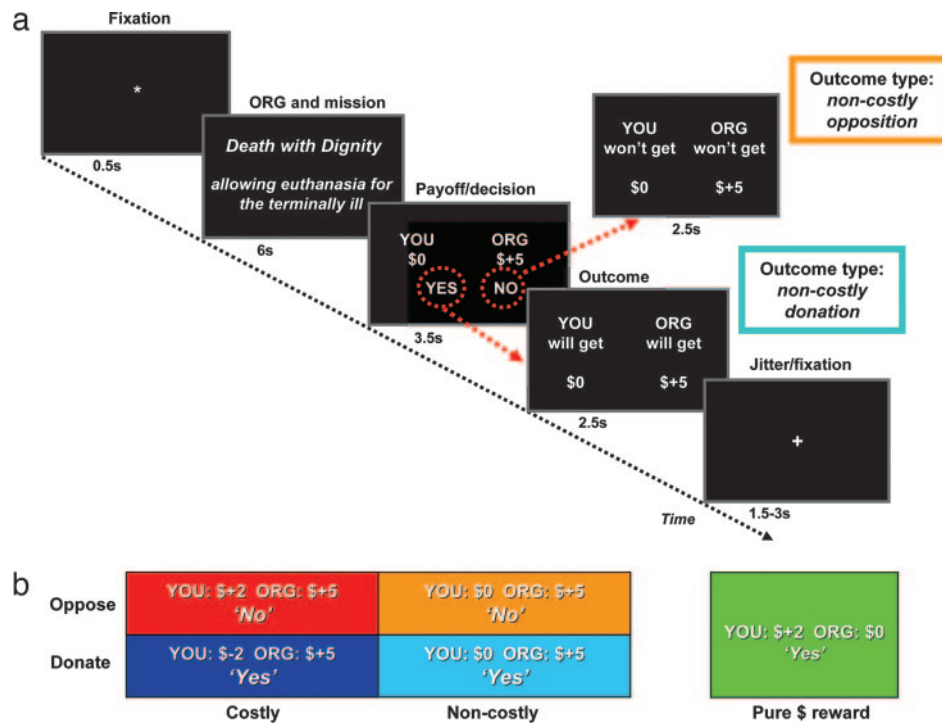 a
Fixation
*
0.5s
ORG and mission
Death with Dignity
allowing euthanasia for
the terminally ill
6s
Payoff/decision
YOU ORG
$0 $+5
YES NO
3.5s
YOU ORG
won't get won't get
$0 $+5
2.5s
Outcome type:
non-costly
opposition
Outcome
YOU ORG
will get will get
$0 $+5
2.5s
Outcome type:
non-costly
donation
Jitter/fixation
+
1.5-3s
Time
b
Oppose
YOU: $+2 ORG: $+5
'No'
YOU: $0 ORG: $+5
'No'
Donate
YOU: $-2 ORG: $+5
'Yes'
YOU: $0 ORG: $+5
'Yes'
Costly
Non-costly
YOU: $+2 ORG: $0
'Yes'
Pure $ reward